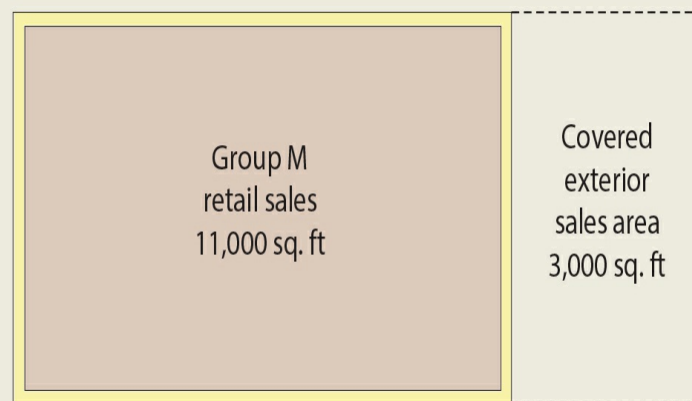 Group M
retail sales
11,000 sq. ft
Covered
exterior
sales area
3,000 sq. ft